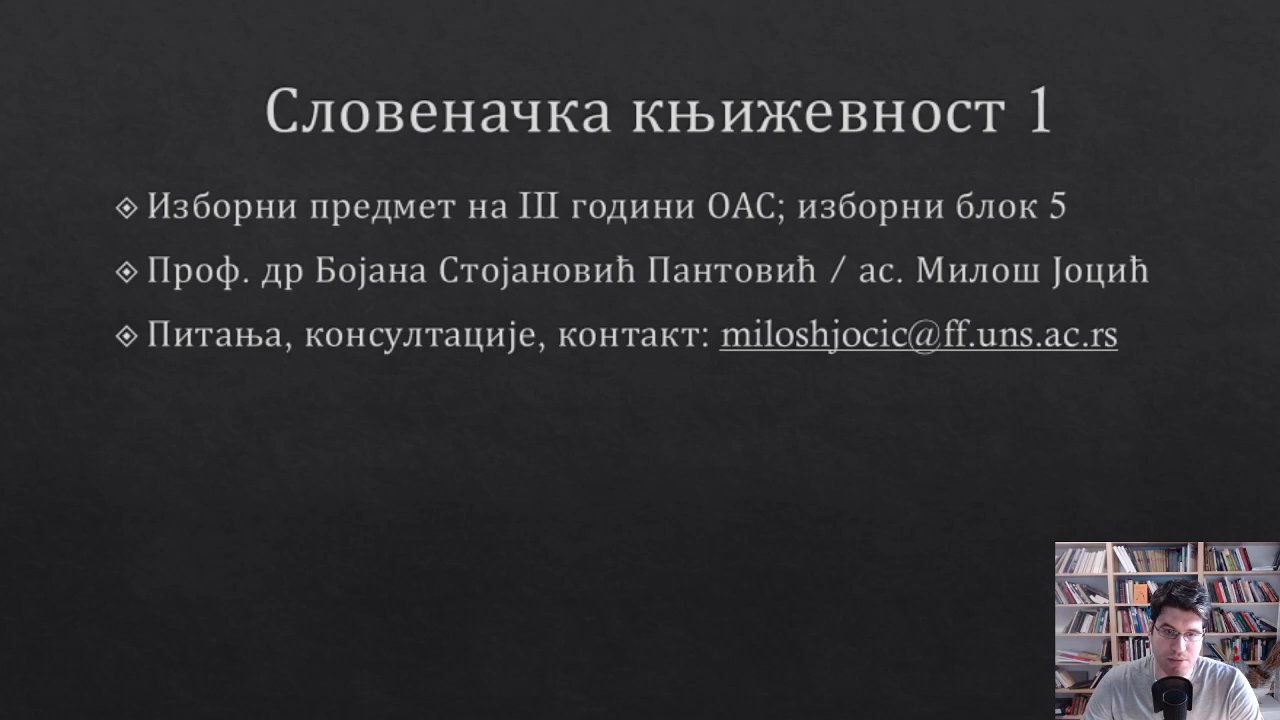 Словеначка књижевност 1
Изборни предмет на III години ОАС; изборни блок 5
Проф. др Бојана Стојановић Пантовић / ас. Милош Јоцић
Питања, консултације, контакт: miloshjocic@ff.uns.ac.rs